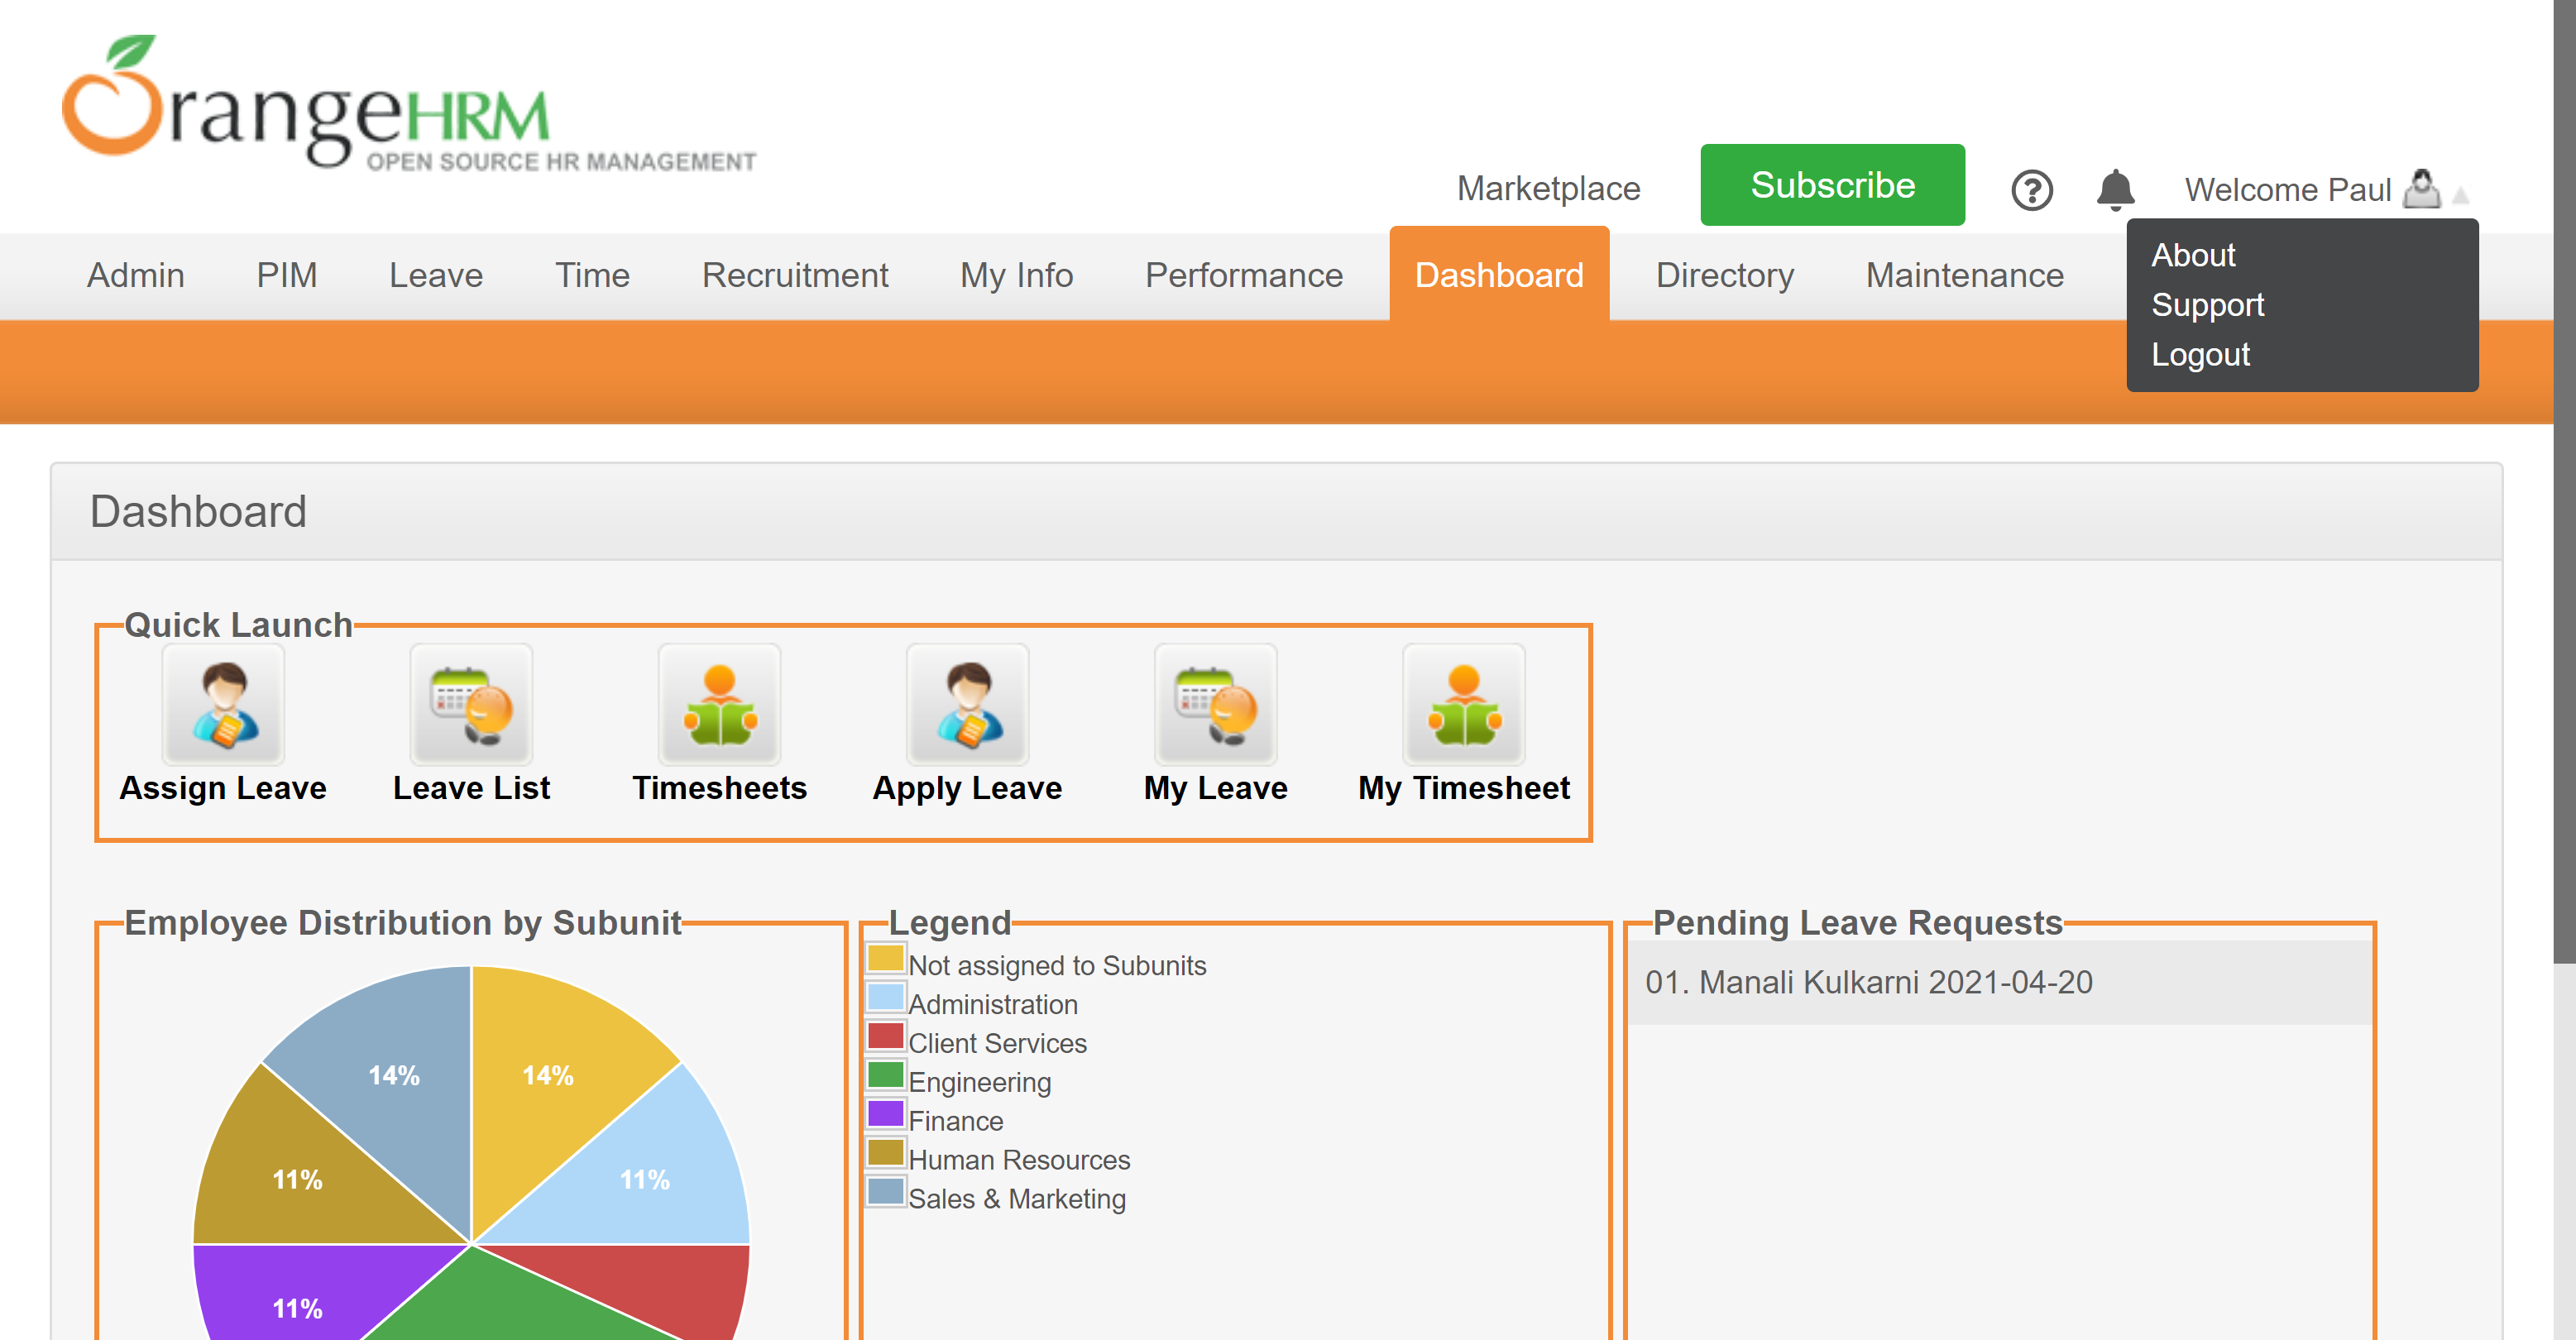 OrangeHRM
OPEN SOURCE HR MANAGEMENT
Marketplace
Subscribe
Welcome Paul
About
Support
Logout
Admin PIM Leave Time Recruitment My Info Performance Dashboard Directory Maintenance
Dashboard
Quick Launch
Assign Leave Leave List Timesheets Apply Leave My Leave My Timesheet
Employee Distribution by Subunit
14% 14%
11% 11%
11%
Legend
Not assigned to Subunits
Administration
Client Services
Engineering
Finance
Human Resources
Sales & Marketing
Pending Leave Requests
01. Manali Kulkarni 2021-04-20